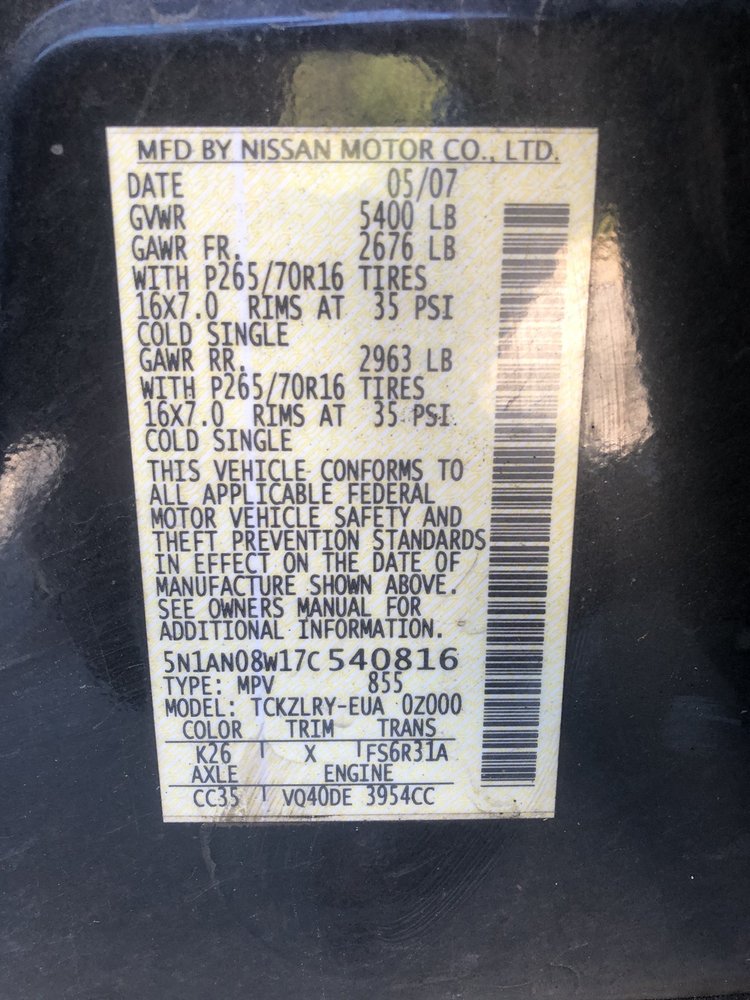 MFD BY NISSAN MOTOR CO., LTD.
DATE 05/07
GVWR 5400 LB
GAWR FR. 2676 LB
WITH P265/70R16 TIRES
16X7.0 RIMS AT 35 PSI
COLD SINGLE
GAWR RR. 2963 LB
WITH P265/70R16 TIRES
16X7.0 RIMS AT 35 PSI
COLD SINGLE
THIS VEHICLE CONFORMS TO
ALL APPLICABLE FEDERAL
MOTOR VEHICLE SAFETY AND
THEFT PREVENTION STANDARDS
IN EFFECT ON THE DATE OF
MANUFACTURE SHOWN ABOVE.
SEE OWNERS MANUAL FOR
ADDITIONAL INFORMATION.
5N1AN08W17C540816
TYPE: MPV 855
MODEL: TCKZLRY-EUA 0Z000
COLOR TRIM TRANS
K26 X FS6R31A
AXLE ENGINE
CC35 VQ40DE 3954CC